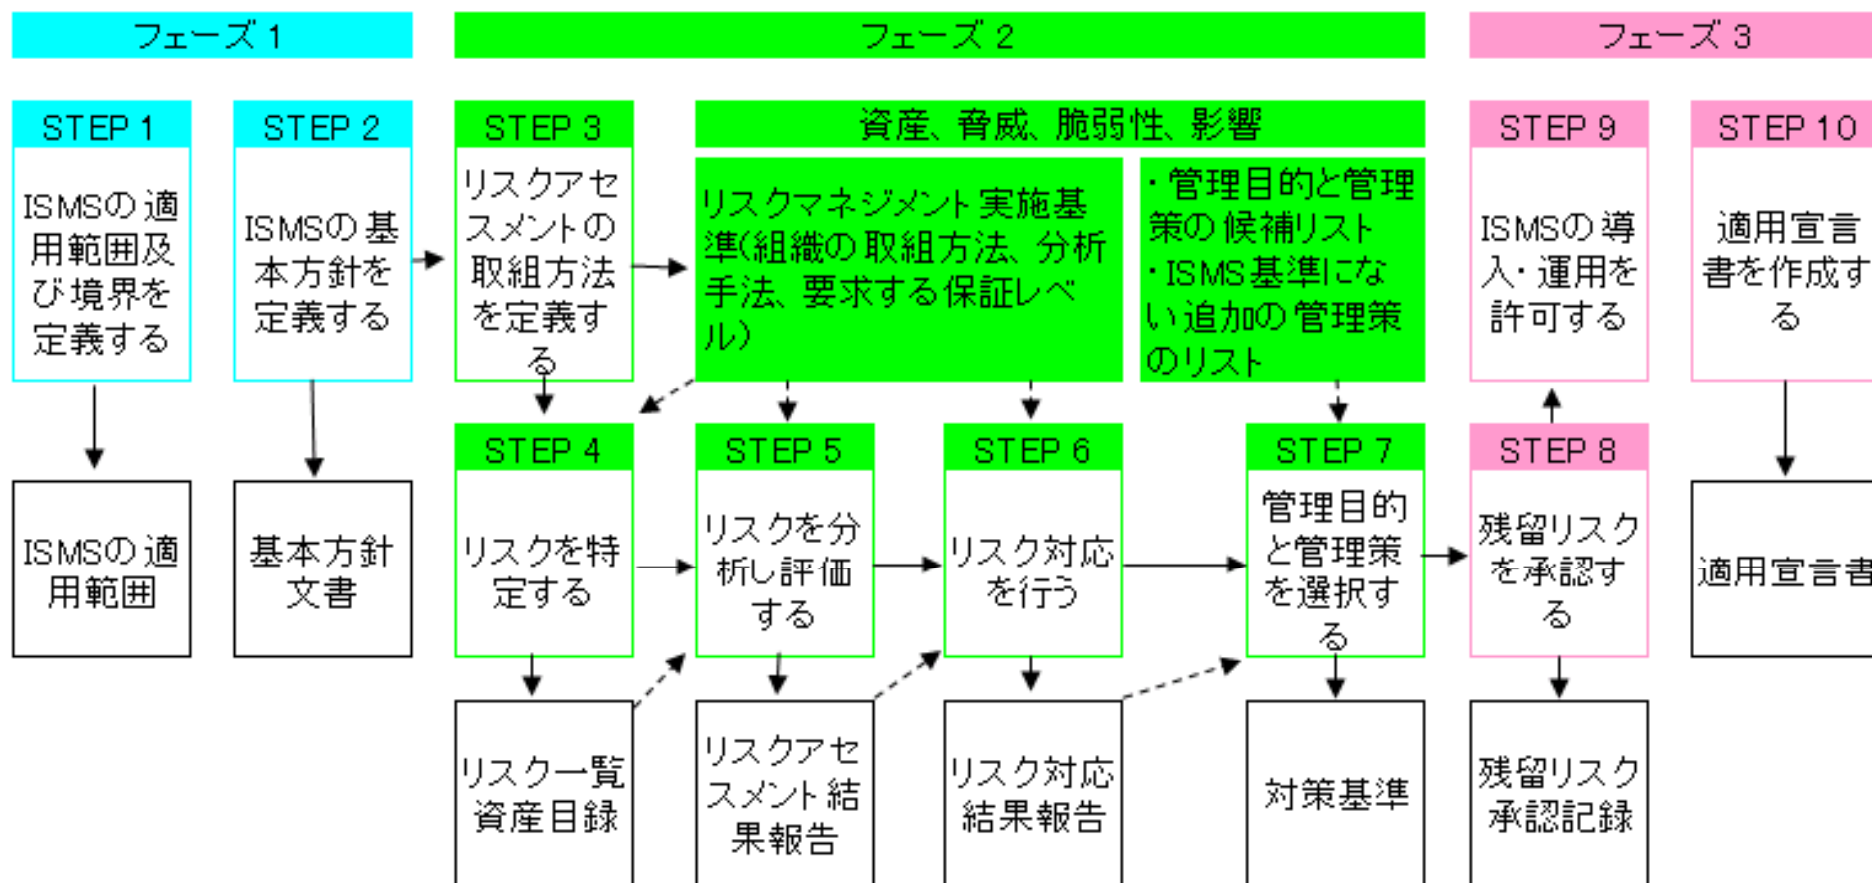 フェーズ 1
フェーズ 2
フェーズ 3
STEP 1
ISMSの適
用範囲及
び境界を
定義する
STEP 2
ISMSの基
本方針を
定義する
STEP 3
リスクアセ
スメントの
取組方法
を定義す
る
資産、脅威、脆弱性、影響
リスクマネジメント実施基
準(組織の取組方法、分析
手法、要求する保証レベ
ル)
・管理目的と管理
策の候補リスト
・ISMS基準にな
い追加の管理策
のリスト
STEP 9
ISMSの導
入・運用を
許可する
STEP 10
適用宣言
書を作成す
る
STEP 4
リスクを特
定する
STEP 5
リスクを分
析し評価
する
STEP 6
リスク対応
を行う
STEP 7
管理目的
と管理策
を選択す
る
STEP 8
残留リスク
を承認す
る
ISMSの適
用範囲
基本方針
文書
適用宣言書
リスク一覧
資産目録
リスクアセ
スメント結
果報告
リスク対応
結果報告
対策基準
残留リスク
承認記録